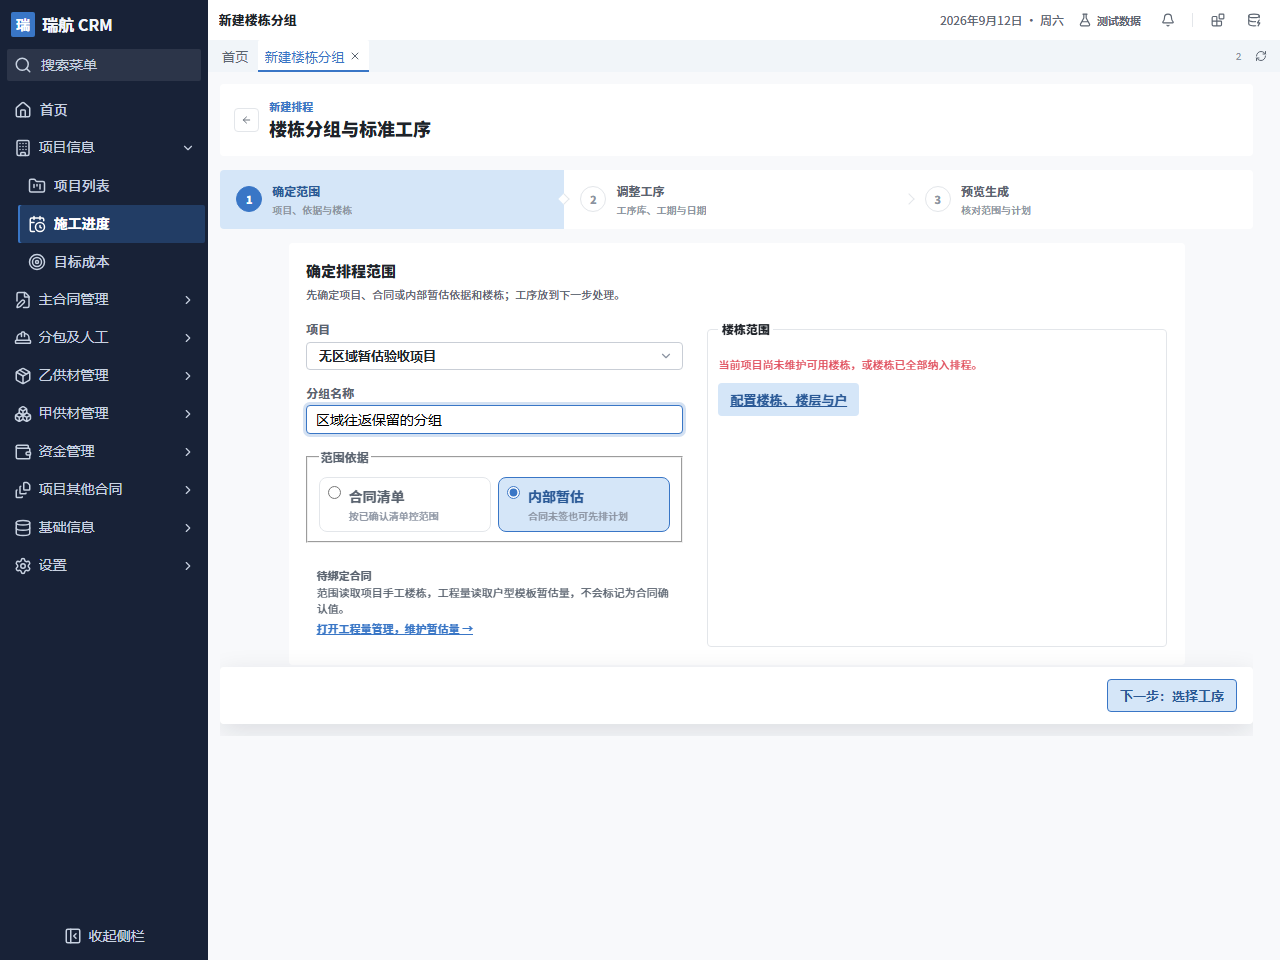 瑞 瑞航 CRM
搜索菜单
首页
项目信息
项目列表
施工进度
目标成本
主合同管理
分包及人工
乙供材管理
甲供材管理
资金管理
项目其他合同
基础信息
设置
收起侧栏
新建楼栋分组
2026年9月12日 · 周六
测试数据
首页
新建楼栋分组
2
新建排程
楼栋分组与标准工序
1
确定范围
项目、依据与楼栋
2
调整工序
工序库、工期与日期
3
预览生成
核对范围与计划
确定排程范围
先确定项目、合同或内部暂估依据和楼栋；工序放到下一步处理。
项目
无区域暂估验收项目
分组名称
区域往返保留的分组
范围依据
合同清单
按已确认清单控范围
内部暂估
合同未签也可先排计划
待绑定合同
范围读取项目手工楼栋，工程量读取户型模板暂估量，不会标记为合同确
认值。
打开工程量管理，维护暂估量 →
楼栋范围
当前项目尚未维护可用楼栋，或楼栋已全部纳入排程。
配置楼栋、楼层与户
下一步：选择工序